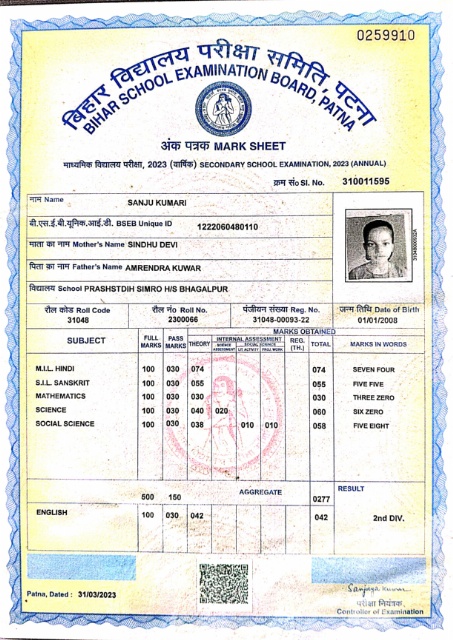 0259910
बिहार विद्यालय परीक्षा समिति, पटना
BIHAR SCHOOL EXAMINATION BOARD, PATNA
अंक पत्रक MARK SHEET
माध्यमिक विद्यालय परीक्षा, 2023 (वार्षिक) SECONDARY SCHOOL EXAMINATION, 2023 (ANNUAL)
क्रम सं० Sl. No. 310011595
नाम Name SANJU KUMARI
बी.एस.ई.बी.यूनिक.आई.डी. BSEB Unique ID 1222060480110
माता का नाम Mother's Name SINDHU DEVI
पिता का नाम Father's Name AMRENDRA KUWAR
विद्यालय School PRASHSTDIH SIMRO H/S BHAGALPUR
रौल कोड Roll Code रौल नं० Roll No. पंजीयन संख्या Reg. No. जन्म तिथि Date of Birth
31048 2300066 31048-00093-22 01/01/2008
MARKS OBTAINED
SUBJECT FULL MARKS PASS MARKS THEORY INTERNAL ASSESSMENT REG. (TH.) TOTAL MARKS IN WORDS
SCIENCE SOCIAL SCIENCE
M.I.L. HINDI 100 030 074 074 SEVEN FOUR
S.I.L. SANSKRIT 100 030 055 055 FIVE FIVE
MATHEMATICS 100 030 030 030 THREE ZERO
SCIENCE 100 030 040 020 060 SIX ZERO
SOCIAL SCIENCE 100 030 038 010 010 058 FIVE EIGHT
500 150 AGGREGATE 0277 RESULT
ENGLISH 100 030 042 042 2nd DIV.
Patna, Dated : 31/03/2023
परीक्षा नियंत्रक
Controller of Examination